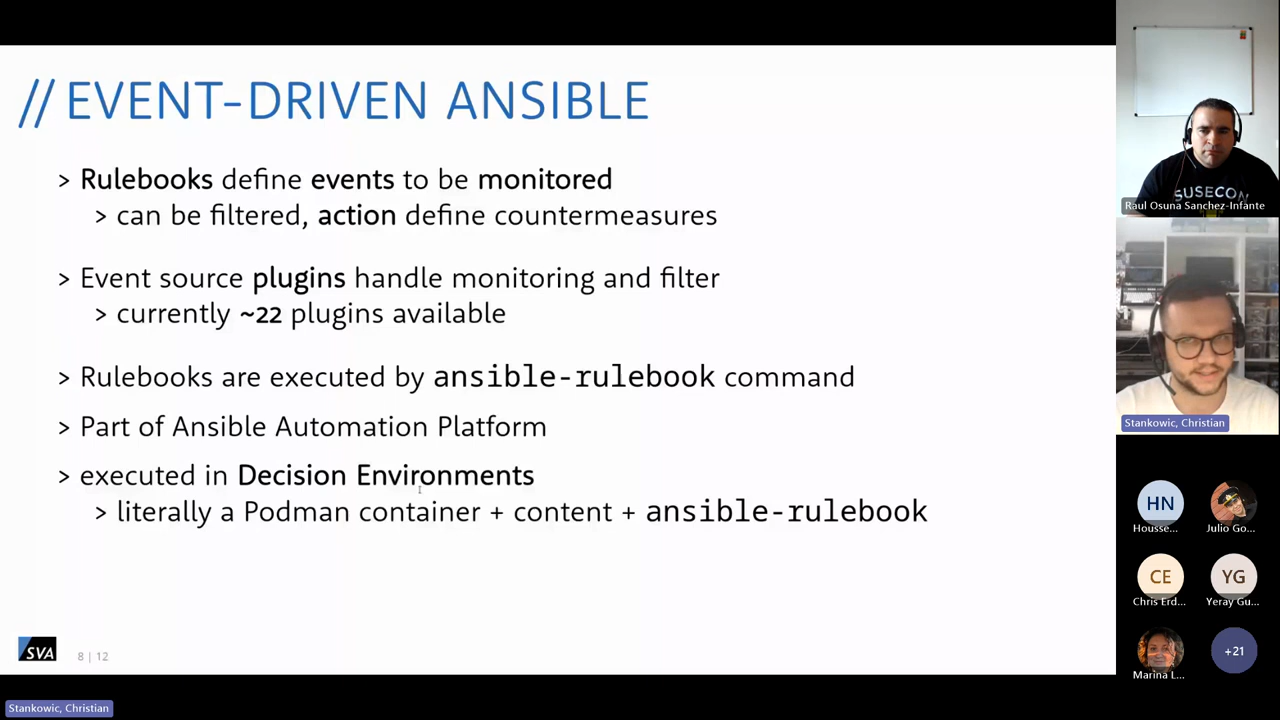 // EVENT-DRIVEN ANSIBLE
> Rulebooks define events to be monitored
> can be filtered, action define countermeasures
> Event source plugins handle monitoring and filter
> currently ~22 plugins available
> Rulebooks are executed by ansible-rulebook command
> Part of Ansible Automation Platform
> executed in Decision Environments
> literally a Podman container + content + ansible-rulebook
SVA
8 | 12
Stankowic, Christian
SUSECON
Raul Osuna Sanchez-Infante
Stankowic, Christian
HN
Housse...
Julio Go...
CE
Chris Erd...
YG
Yeray Gu...
Marina L...
+21